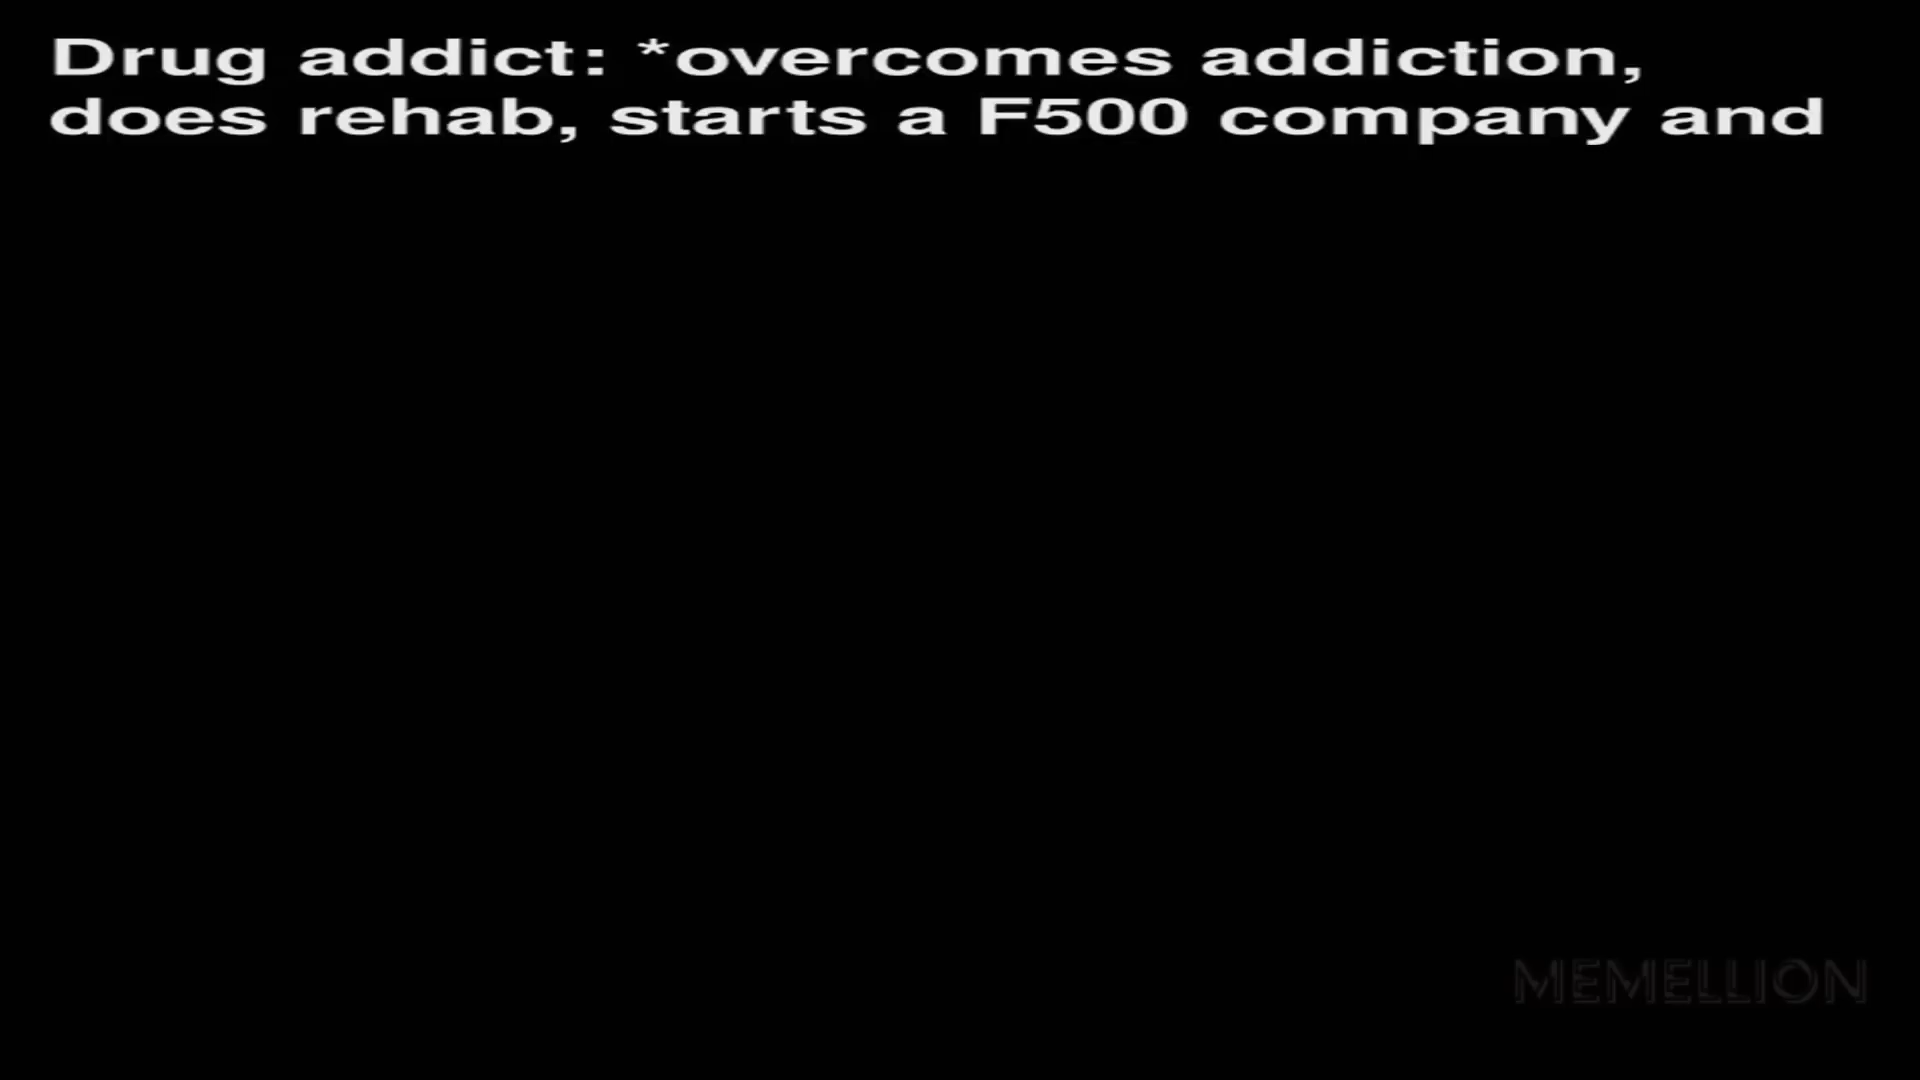 Drug addict: *overcomes addiction,
does rehab, starts a F500 company and
MEMELLION